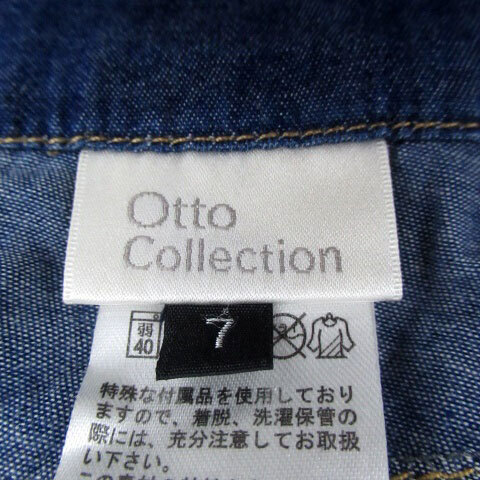 Otto
Collection
7
弱
40
特殊な付属品を使用しており
ますので、着脱、洗濯保管の
際には、充分注意してお取扱
い下さい。